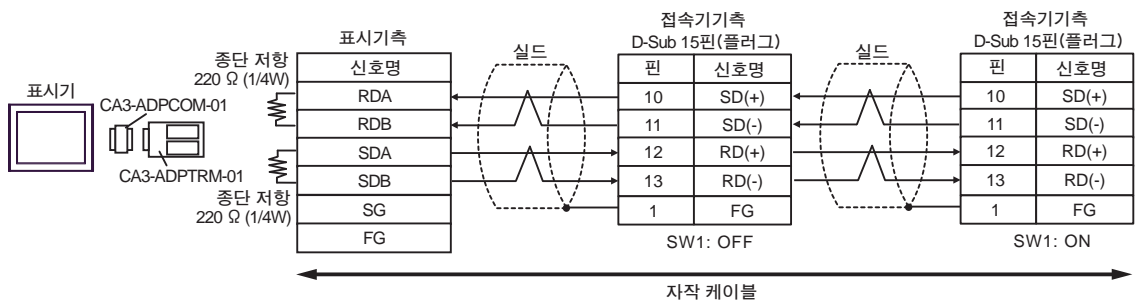 표시기
CA3-ADPCOM-01
CA3-ADPTRM-01
종단 저항
220 Ω (1/4W)
종단 저항
220 Ω (1/4W)
표시기측
신호명
RDA
RDB
SDA
SDB
SG
FG
실드
접속기기측
D-Sub 15핀(플러그)
핀 신호명
10 SD(+)
11 SD(-)
12 RD(+)
13 RD(-)
1 FG
SW1: OFF
실드
접속기기측
D-Sub 15핀(플러그)
핀 신호명
10 SD(+)
11 SD(-)
12 RD(+)
13 RD(-)
1 FG
SW1: ON
자작 케이블